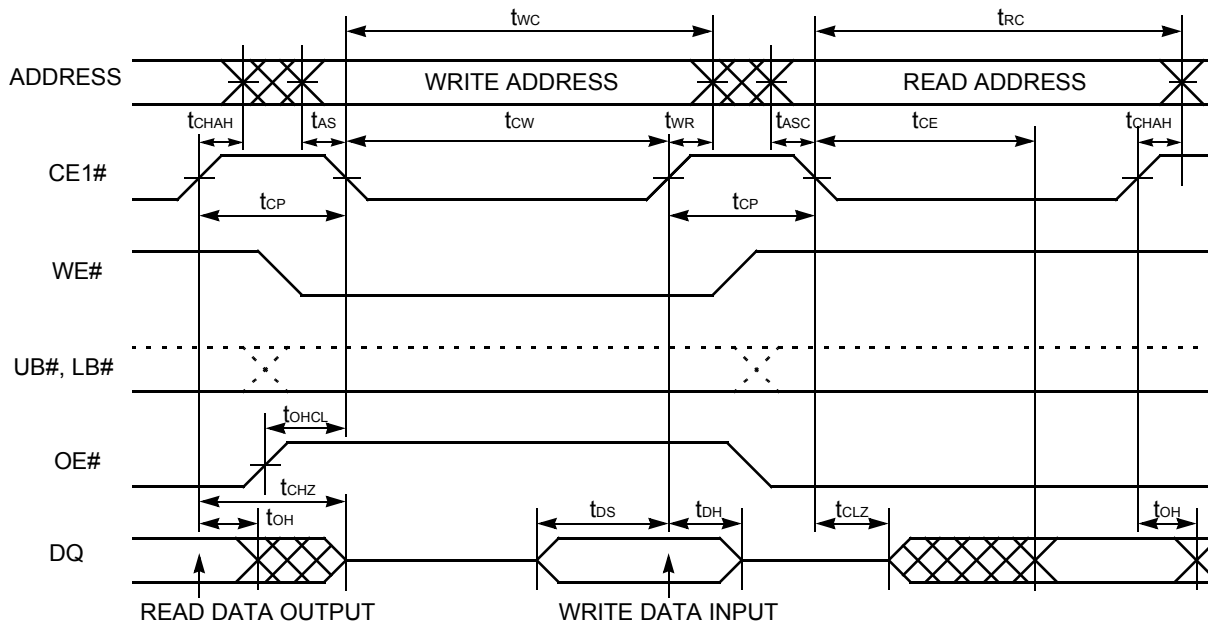 tWC tRC
ADDRESS WRITE ADDRESS READ ADDRESS
tCHAH tAS tCW tWR tASC tCE tCHAH
CE1#
tCP tCP
WE#
UB#, LB#
tOHCL
OE#
tCHZ
tOH tDS tDH tCLZ tOH
DQ
READ DATA OUTPUT WRITE DATA INPUT